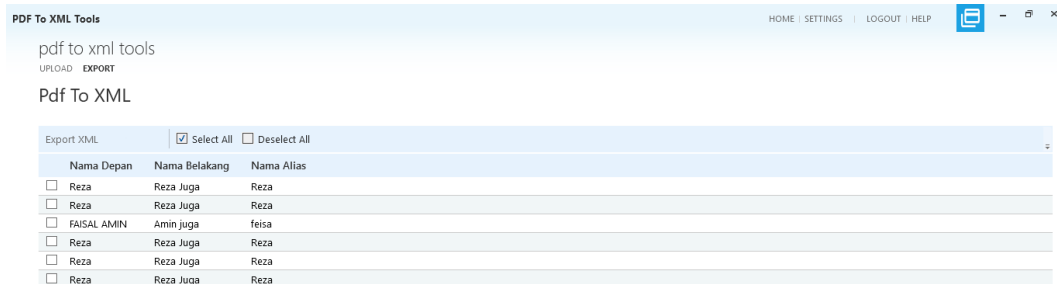 PDF To XML Tools
HOME | SETTINGS | LOGOUT | HELP
pdf to xml tools
UPLOAD EXPORT
Pdf To XML
Export XML Select All Deselect All
Nama Depan Nama Belakang Nama Alias
Reza Reza Juga Reza
Reza Reza Juga Reza
FAISAL AMIN Amin juga feisa
Reza Reza Juga Reza
Reza Reza Juga Reza
Reza Reza Juga Reza